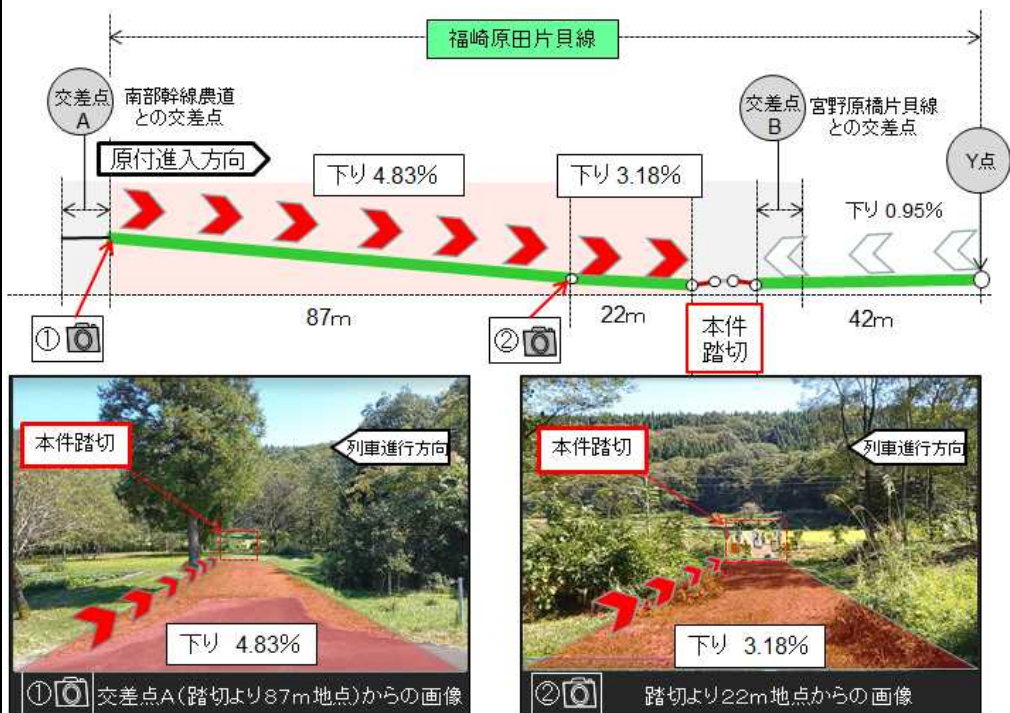 福崎原田片貝線
交差点
A
南部幹線農道
との交差点
交差点
B
宮野原橋片貝線
との交差点
Y点
原付進入方向
下り 4.83%
下り 3.18%
下り 0.95%
87m
22m
42m
① 
②
本件
踏切
本件踏切
列車進行方向
下り 4.83%
① 交差点A(踏切より87m地点)からの画像
本件踏切
列車進行方向
下り 3.18%
② 踏切より22m地点からの画像